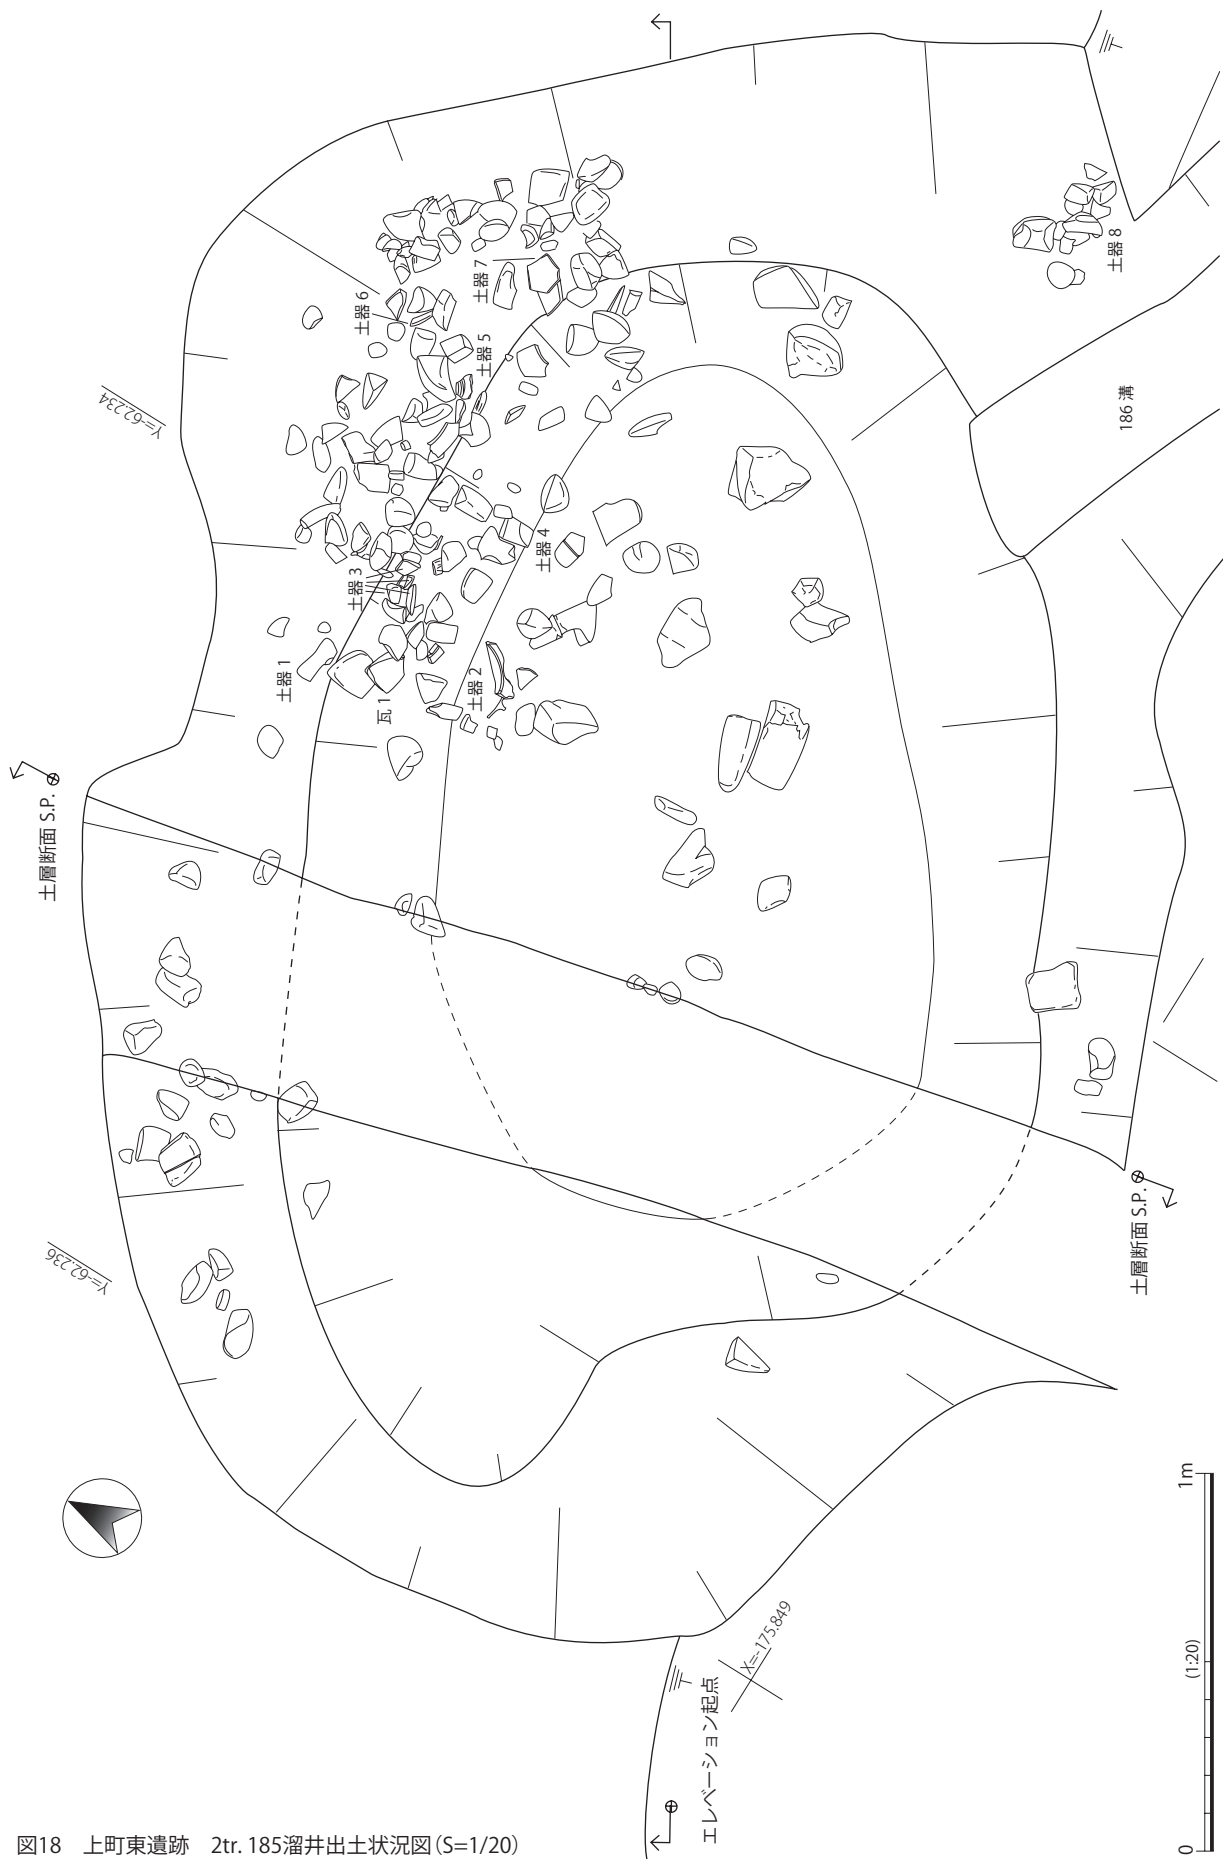 Y=-62.234
土器 6
土器 7
土器 5
土器 8
186 溝
土器 4
土器 3
土器 1
瓦 1
土器 2
土層断面 S.P.
Y=-62.236
土層断面 S.P.
X=-175.849
エレベーション起点
1m
(1:20)
0
図18 上町東遺跡 2tr. 185溜井出土状況図(S=1/20)